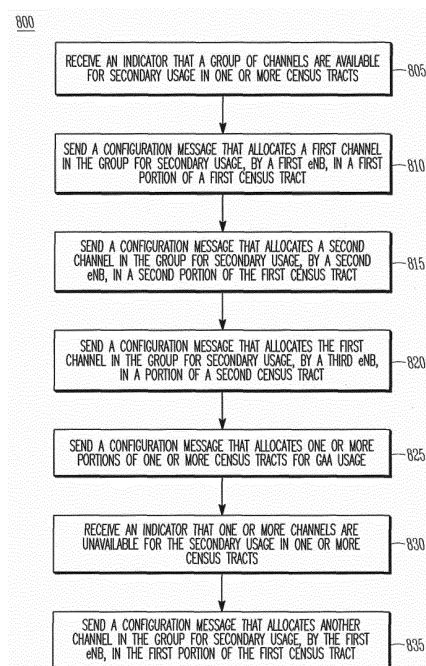 800
RECEIVE AN INDICATOR THAT A GROUP OF CHANNELS ARE AVAILABLE
FOR SECONDARY USAGE IN ONE OR MORE CENSUS TRACTS
805
SEND A CONFIGURATION MESSAGE THAT ALLOCATES A FIRST CHANNEL
IN THE GROUP FOR SECONDARY USAGE, BY A FIRST eNB, IN A FIRST
PORTION OF A FIRST CENSUS TRACT
810
SEND A CONFIGURATION MESSAGE THAT ALLOCATES A SECOND
CHANNEL IN THE GROUP FOR SECONDARY USAGE, BY A SECOND
eNB, IN A SECOND PORTION OF THE FIRST CENSUS TRACT
815
SEND A CONFIGURATION MESSAGE THAT ALLOCATES THE FIRST
CHANNEL IN THE GROUP FOR SECONDARY USAGE, BY A THIRD eNB,
IN A PORTION OF A SECOND CENSUS TRACT
820
SEND A CONFIGURATION MESSAGE THAT ALLOCATES ONE OR MORE
PORTIONS OF ONE OR MORE CENSUS TRACTS FOR GAA USAGE
825
RECEIVE AN INDICATOR THAT ONE OR MORE CHANNELS ARE
UNAVAILABLE FOR THE SECONDARY USAGE IN ONE OR MORE
CENSUS TRACTS
830
SEND A CONFIGURATION MESSAGE THAT ALLOCATES ANOTHER
CHANNEL IN THE GROUP FOR SECONDARY USAGE, BY THE FIRST
eNB, IN THE FIRST PORTION OF THE FIRST CENSUS TRACT
835